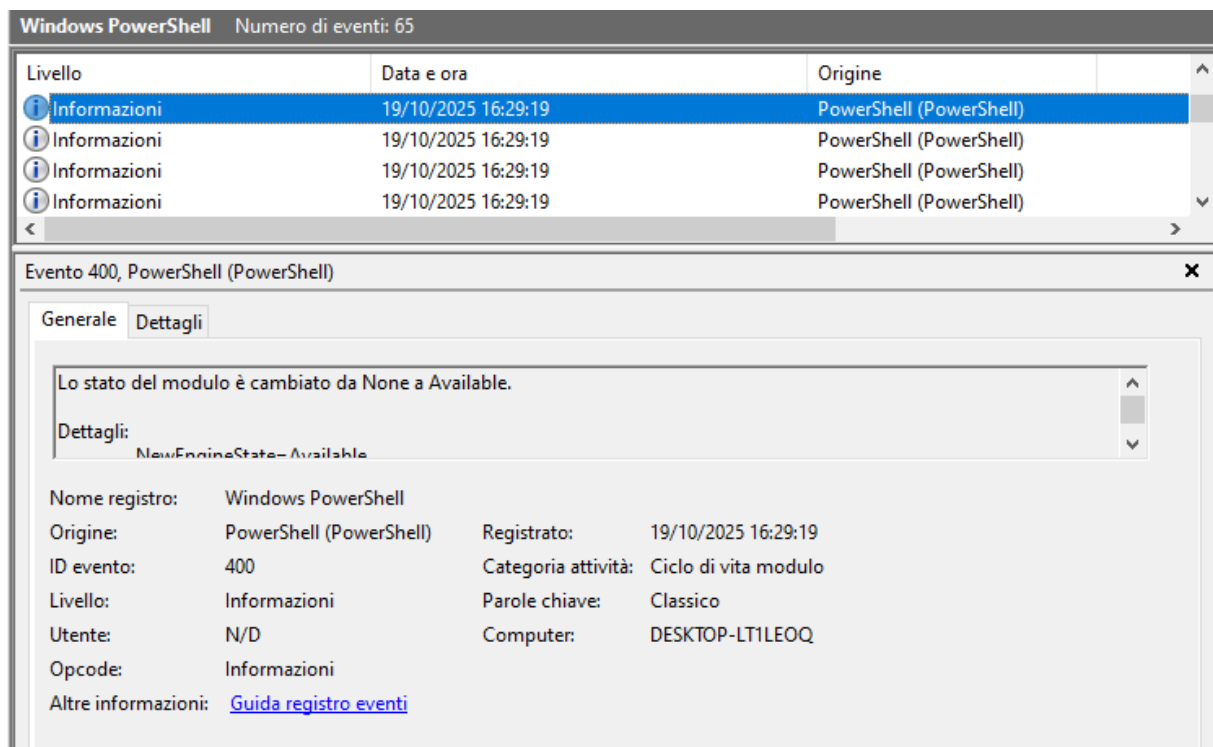 Windows PowerShell Numero di eventi: 65
Livello Data e ora Origine
Informazioni 19/10/2025 16:29:19 PowerShell (PowerShell)
Informazioni 19/10/2025 16:29:19 PowerShell (PowerShell)
Informazioni 19/10/2025 16:29:19 PowerShell (PowerShell)
Informazioni 19/10/2025 16:29:19 PowerShell (PowerShell)
Evento 400, PowerShell (PowerShell)
Generale Dettagli
Lo stato del modulo è cambiato da None a Available.
Dettagli:
NewEngineState=Available
Nome registro: Windows PowerShell
Origine: PowerShell (PowerShell) Registrato: 19/10/2025 16:29:19
ID evento: 400 Categoria attività: Ciclo di vita modulo
Livello: Informazioni Parole chiave: Classico
Utente: N/D Computer: DESKTOP-LT1LEOQ
Opcode: Informazioni
Altre informazioni: Guida registro eventi